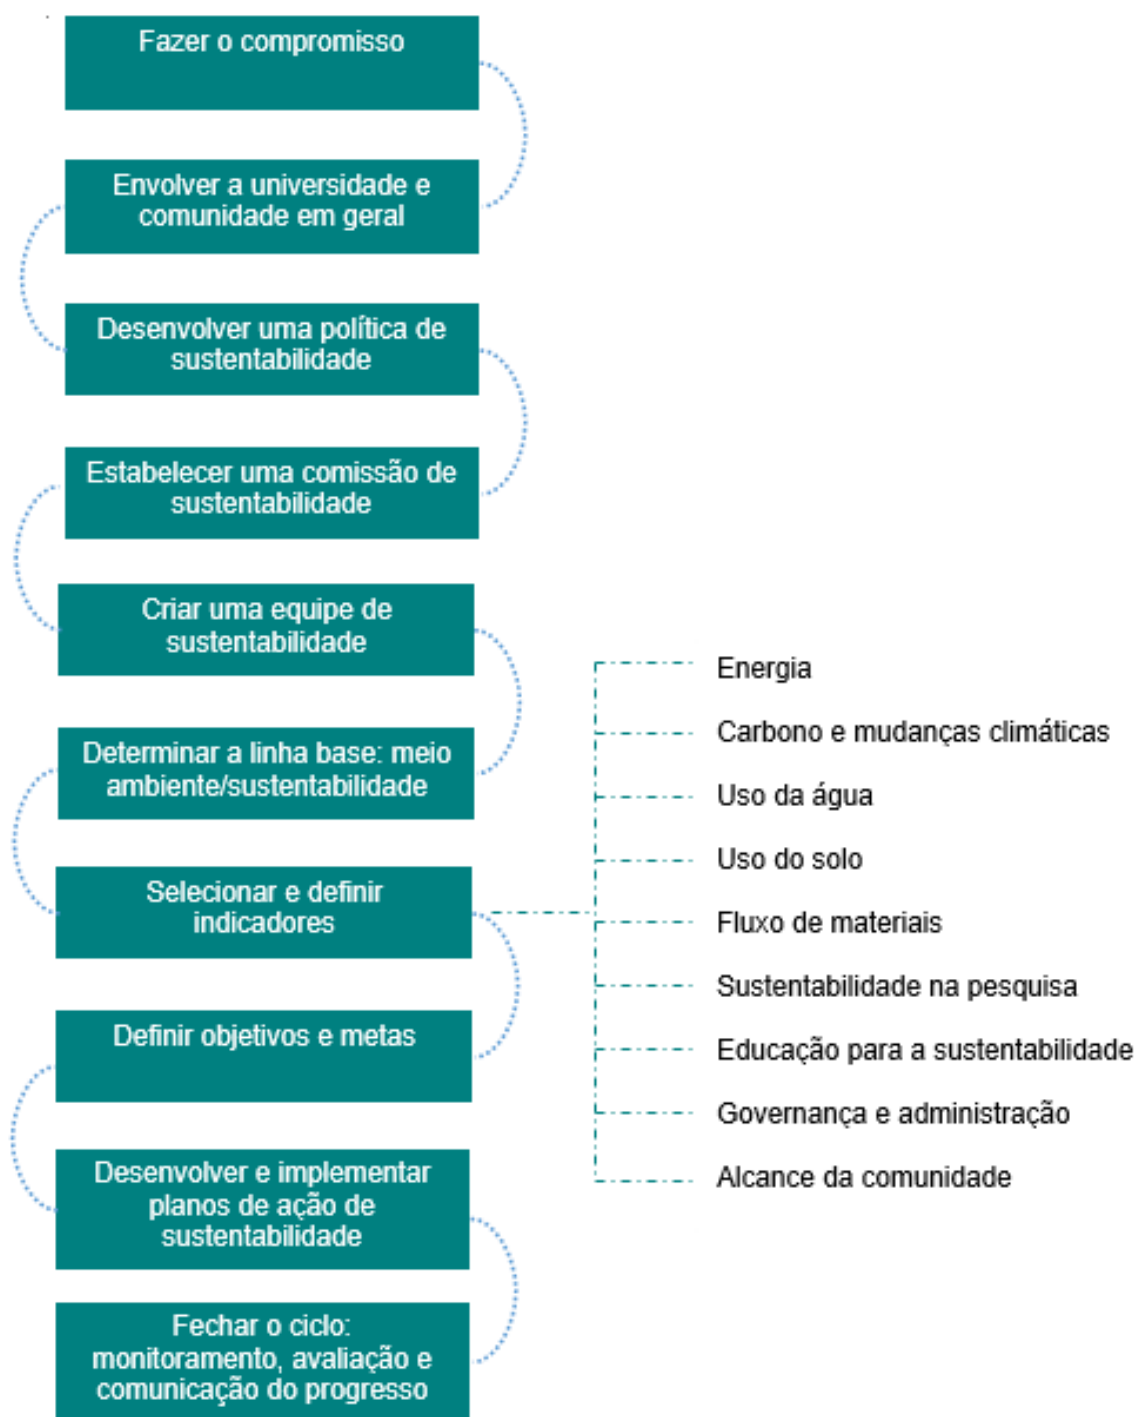 Fazer o compromisso
Envolver a universidade e
comunidade em geral
Desenvolver uma política de
sustentabilidade
Estabelecer uma comissão de
sustentabilidade
Criar uma equipe de
sustentabilidade
Determinar a linha base: meio
ambiente/sustentabilidade
Selecionar e definir
indicadores
Definir objetivos e metas
Desenvolver e implementar
planos de ação de
sustentabilidade
Fechar o ciclo:
monitoramento, avaliação e
comunicação do progresso
Energia
Carbono e mudanças climáticas
Uso da água
Uso do solo
Fluxo de materiais
Sustentabilidade na pesquisa
Educação para a sustentabilidade
Governança e administração
Alcance da comunidade